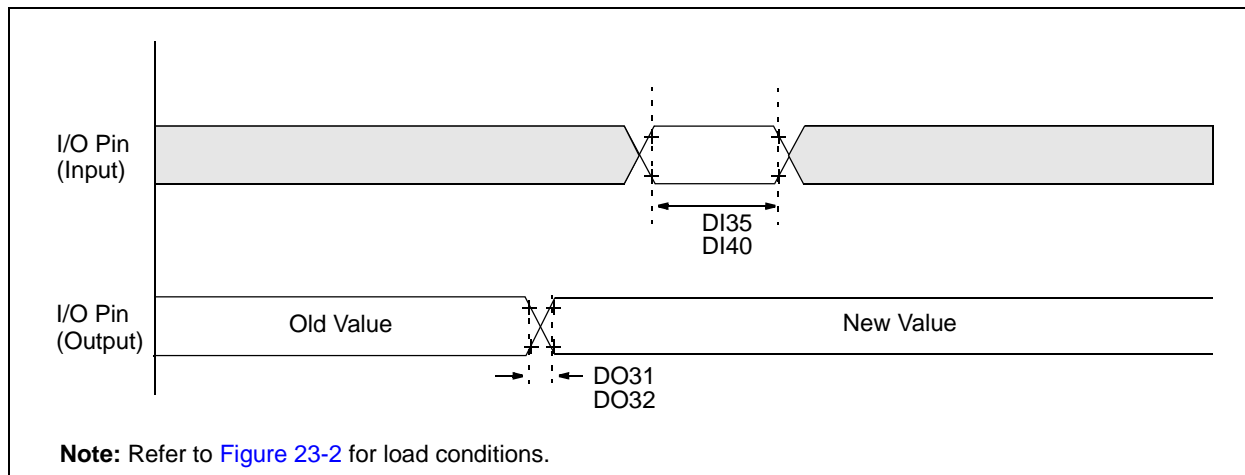 I/O Pin
(Input)
DI35
DI40
I/O Pin
(Output)
Old Value
New Value
DO31
DO32
Note: Refer to Figure 23-2 for load conditions.